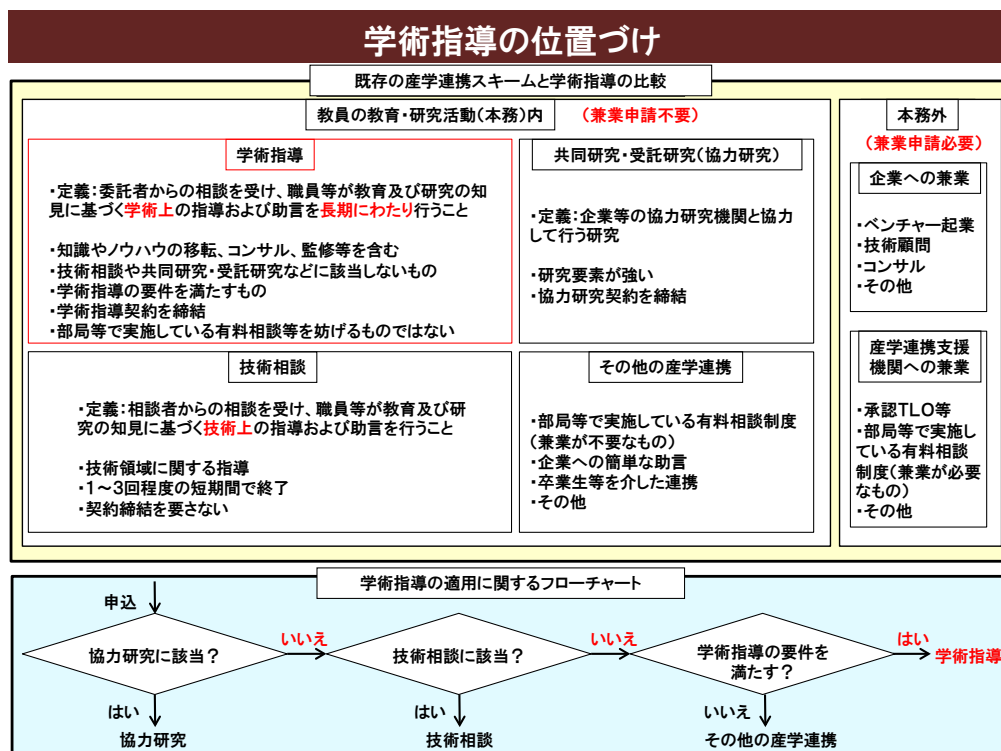 学術指導の位置づけ
既存の産学連携スキームと学術指導の比較
教員の教育・研究活動(本務)内 (兼業申請不要)
学術指導
・定義:委託者からの相談を受け、職員等が教育及び研究の知
見に基づく学術上の指導および助言を長期にわたり行うこと
・知識やノウハウの移転、コンサル、監修等を含む
・技術相談や共同研究・受託研究などに該当しないもの
・学術指導の要件を満たすもの
・学術指導契約を締結
・部局等で実施している有料相談等を妨げるものではない
共同研究・受託研究(協力研究)
・定義:企業等の協力研究機関と協力
して行う研究
・研究要素が強い
・協力研究契約を締結
技術相談
・定義:相談者からの相談を受け、職員等が教育及び研
究の知見に基づく技術上の指導および助言を行うこと
・技術領域に関する指導
・1~3回程度の短期間で終了
・契約締結を要さない
その他の産学連携
・部局等で実施している有料相談制度
(兼業が不要なもの)
・企業への簡単な助言
・卒業生等を介した連携
・その他
本務外
(兼業申請必要)
企業への兼業
・ベンチャー起業
・技術顧問
・コンサル
・その他
産学連携支援
機関への兼業
・承認TLO等
・部局等で実施し
ている有料相談
制度(兼業が必要
なもの)
・その他
学術指導の適用に関するフローチャート
申込
協力研究に該当?
いいえ
技術相談に該当?
いいえ
学術指導の要件を
満たす?
はい
学術指導
はい
協力研究
はい
技術相談
いいえ
その他の産学連携